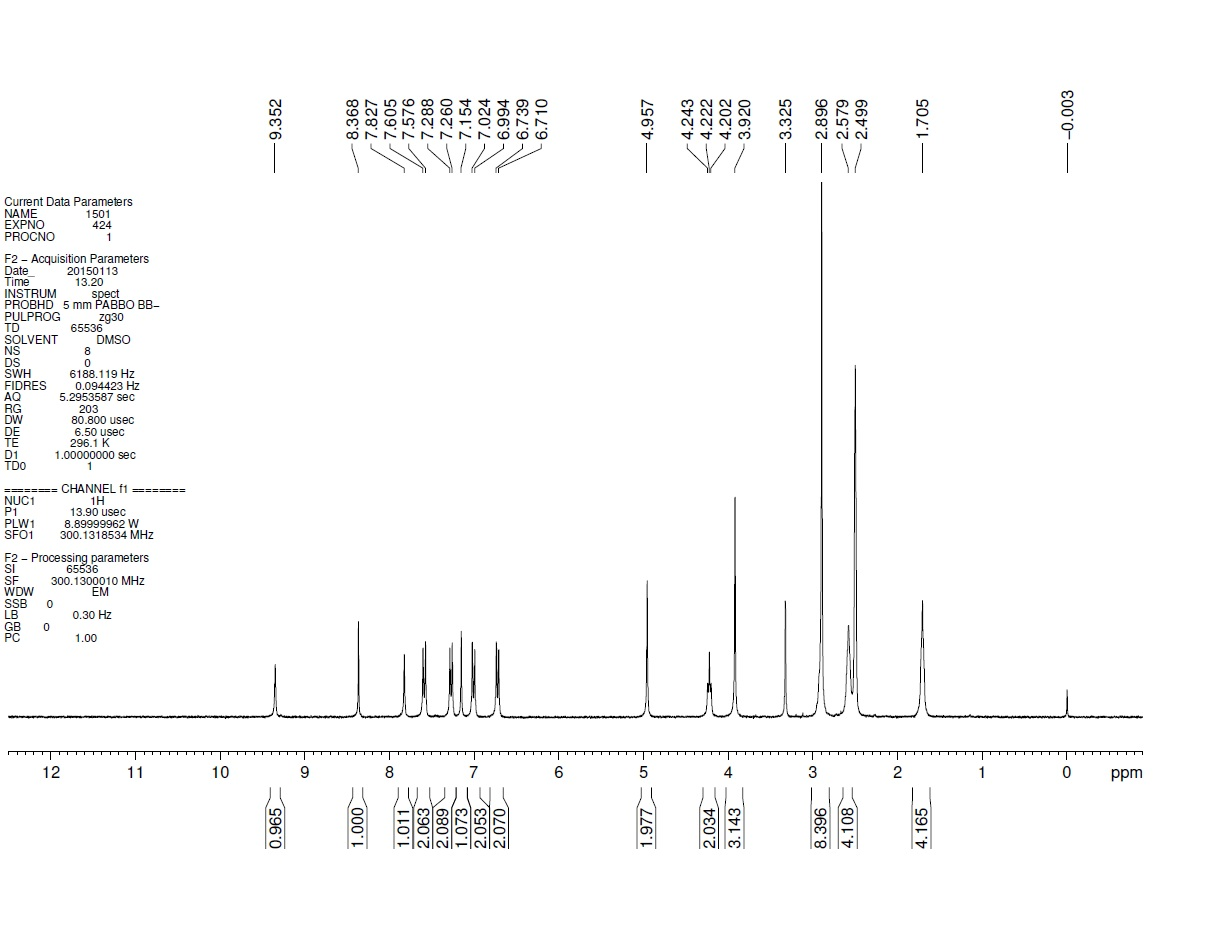 9.352
8.368
7.827
7.605
7.576
7.288
7.260
7.154
7.024
6.994
6.739
6.710
4.957
4.243
4.222
4.202
3.920
3.325
2.896
2.579
2.499
1.705
−0.003
Current Data Parameters
NAME 1501
EXPNO 424
PROCNO 1
F2 − Acquisition Parameters
Date_ 20150113
Time 13.20
INSTRUM spect
PROBHD 5 mm PABBO BB−
PULPROG zg30
TD 65536
SOLVENT DMSO
NS 8
DS 0
SWH 6188.119 Hz
FIDRES 0.094423 Hz
AQ 5.2953587 sec
RG 203
DW 80.800 usec
DE 6.50 usec
TE 296.1 K
D1 1.00000000 sec
TD0 1
======== CHANNEL f1 ========
NUC1 1H
P1 13.90 usec
PLW1 8.89999962 W
SFO1 300.1318534 MHz
F2 − Processing parameters
SI 65536
SF 300.1300010 MHz
WDW EM
SSB 0
LB 0.30 Hz
GB 0
PC 1.00
12 11 10 9 8 7 6 5 4 3 2 1 0 ppm
0.965
1.000
1.011
2.063
2.089
1.073
2.053
2.070
1.977
2.034
3.143
8.396
4.108
4.165